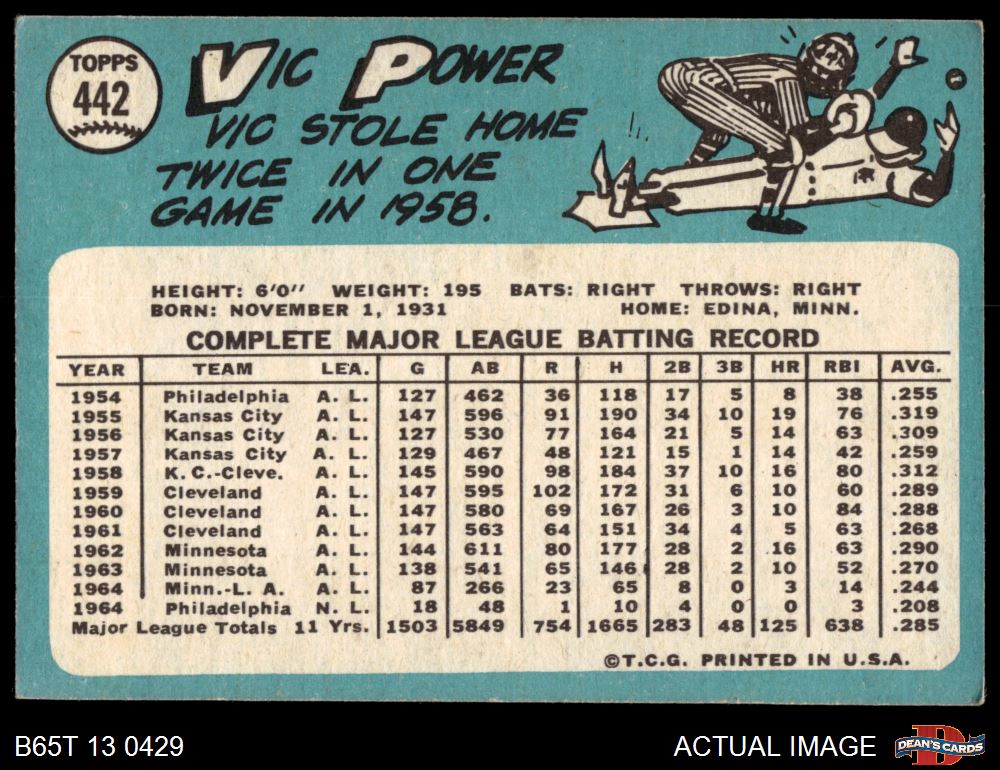 TOPPS
442
VIC POWER
VIC STOLE HOME
TWICE IN ONE
GAME IN 1958.
HEIGHT: 6'0" WEIGHT: 195 BATS: RIGHT THROWS: RIGHT
BORN: NOVEMBER 1, 1931 HOME: EDINA, MINN.
COMPLETE MAJOR LEAGUE BATTING RECORD
YEAR TEAM LEA. G AB R H 2B 3B HR RBI AVG.
1954 Philadelphia A. L. 127 462 36 118 17 5 8 38 .255
1955 Kansas City A. L. 147 596 91 190 34 10 19 76 .319
1956 Kansas City A. L. 127 530 77 164 21 5 14 63 .309
1957 Kansas City A. L. 129 467 48 121 15 1 14 42 .259
1958 K. C.-Cleve. A. L. 145 590 98 184 37 10 16 80 .312
1959 Cleveland A. L. 147 595 102 172 31 6 10 60 .289
1960 Cleveland A. L. 147 580 69 167 26 3 10 84 .288
1961 Cleveland A. L. 147 563 64 151 34 4 5 63 .268
1962 Minnesota A. L. 144 611 80 177 28 2 16 63 .290
1963 Minnesota A. L. 138 541 65 146 28 2 10 52 .270
1964 Minn.-L. A. A. L. 87 266 23 65 8 0 3 14 .244
1964 Philadelphia N. L. 18 48 1 10 4 0 0 3 .208
Major League Totals 11 Yrs. 1503 5849 754 1665 283 48 125 638 .285
©T.C.G. PRINTED IN U.S.A.
B65T 13 0429
ACTUAL IMAGE
D
DEAN'S CARDS